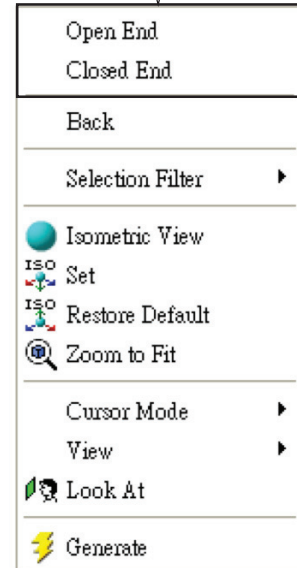 Open End
Closed End
Back
Selection Filter
Isometric View
ISO Set
ISO Restore Default
Zoom to Fit
Cursor Mode
View
Look At
Generate